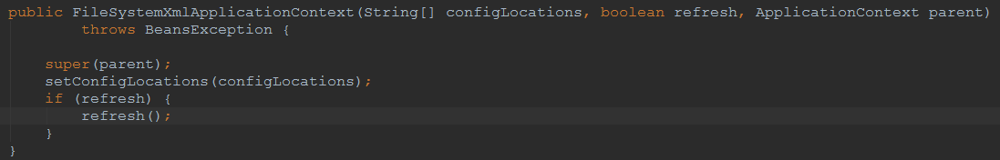 public FileSystemXmlApplicationContext(String[] configLocations, boolean refresh, ApplicationContext parent)
        throws BeansException {

    super(parent);
    setConfigLocations(configLocations);
    if (refresh) {
        refresh();
    }
}